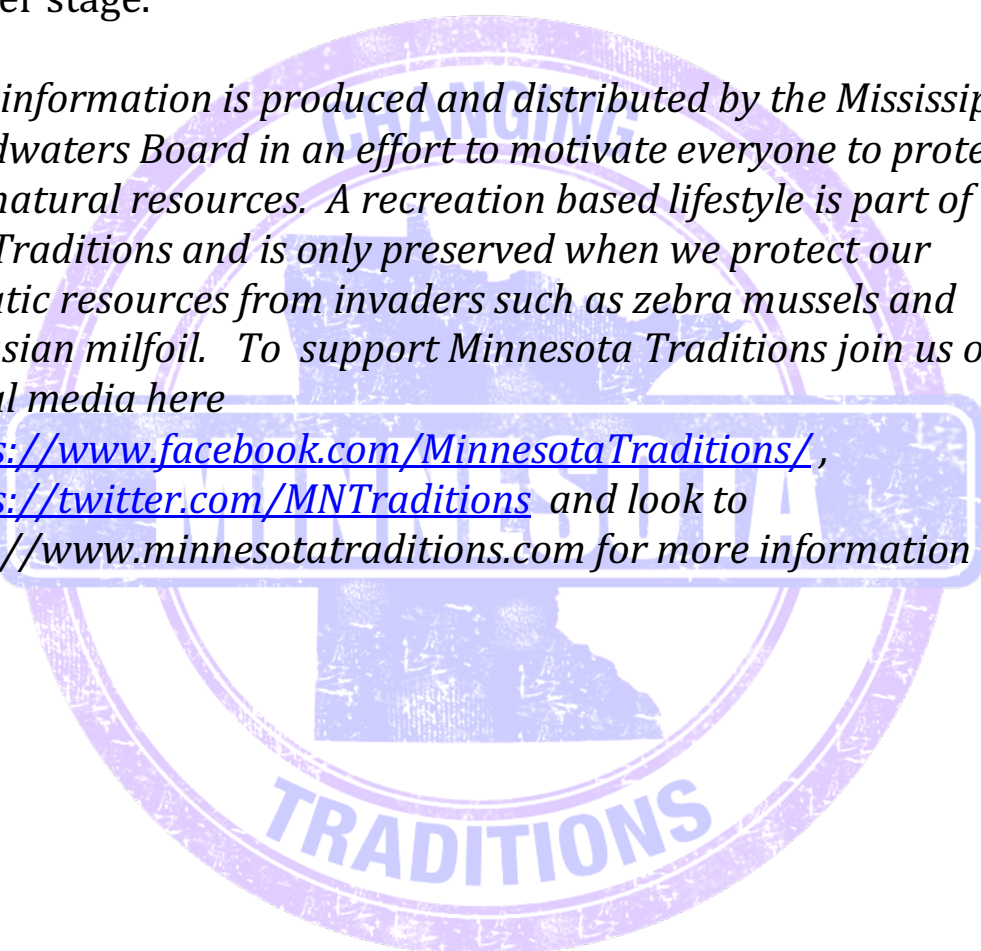 er stage.
information is produced and distributed by the Mississip
dwaters Board in an effort to motivate everyone to prote
natural resources.  A recreation based lifestyle is part of
Traditions and is only preserved when we protect our
tic resources from invaders such as zebra mussels and
sian milfoil.   To  support Minnesota Traditions join us o
l media here
s://www.facebook.com/MinnesotaTraditions/ ,
s://twitter.com/MNTraditions  and look to
//www.minnesotatraditions.com for more information
CHANGING
MINNESOTA
TRADITIONS